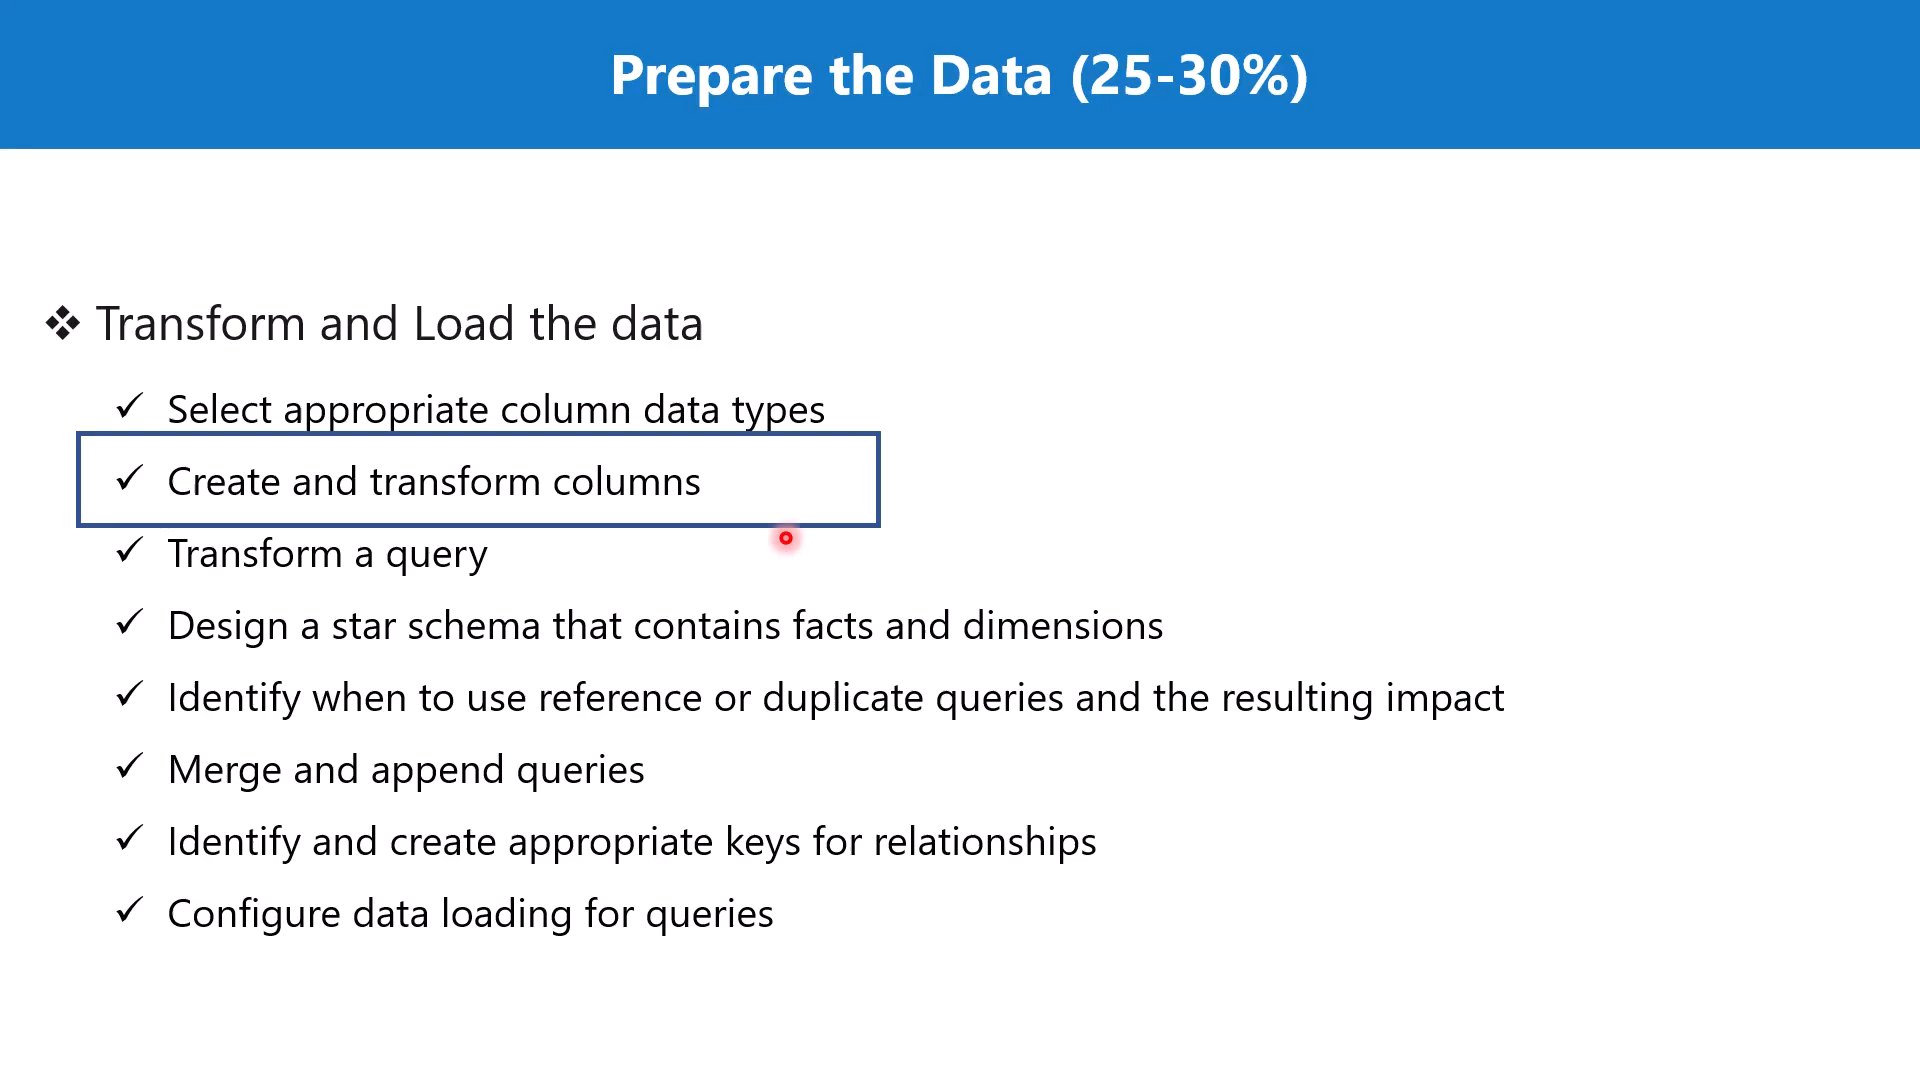 Prepare the Data (25-30%)
Transform and Load the data
Select appropriate column data types
Create and transform columns
Transform a query
Design a star schema that contains facts and dimensions
Identify when to use reference or duplicate queries and the resulting impact
Merge and append queries
Identify and create appropriate keys for relationships
Configure data loading for queries